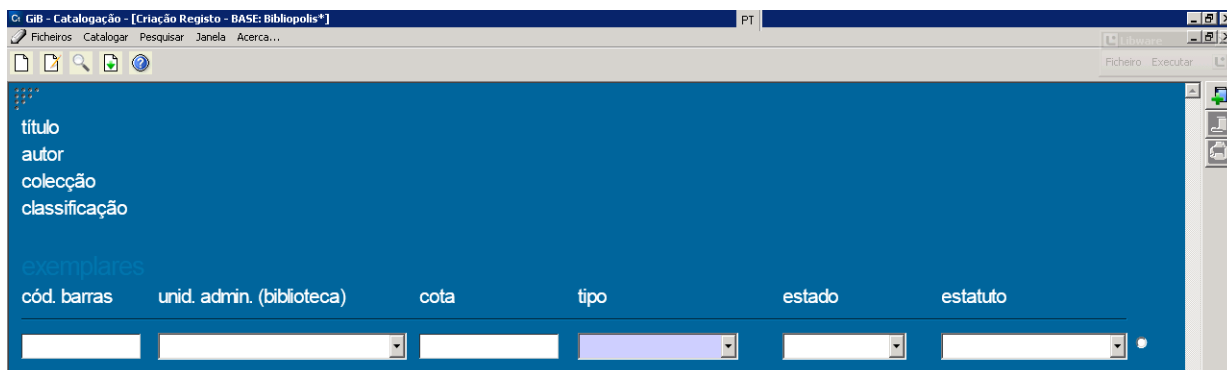 GiB - Catalogação - [Criação Registo - BASE: Bibliopolis*]
PT
Ficheiros Catalogar Pesquisar Janela Acerca...
Libware
Ficheiro Executar
título
autor
colecção
classificação
exemplares
cód. barras unid. admin. (biblioteca) cota tipo estado estatuto